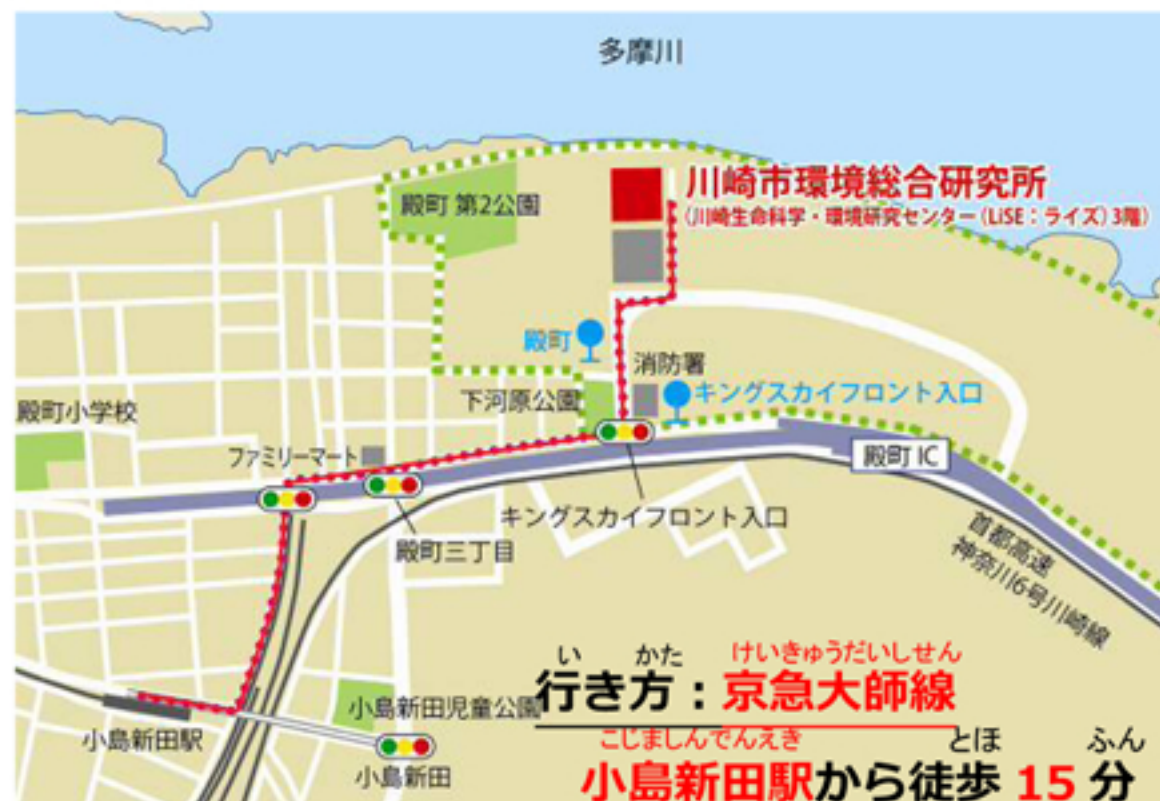 多摩川
川崎市環境総合研究所
(川崎生命科学・環境研究センター(LiSE:ライズ)3階)
殿町 第2公園
殿町
消防署
キングスカイフロント入口
下河原公園
殿町小学校
ファミリーマート
殿町 IC
キングスカイフロント入口
殿町三丁目
首都高速
神奈川6号川崎線
小島新田児童公園
小島新田駅
小島新田
い かた けいきゅうだいしせん
行き方:京急大師線
こじましんでんえき とほ ふん
小島新田駅から徒歩 15 分